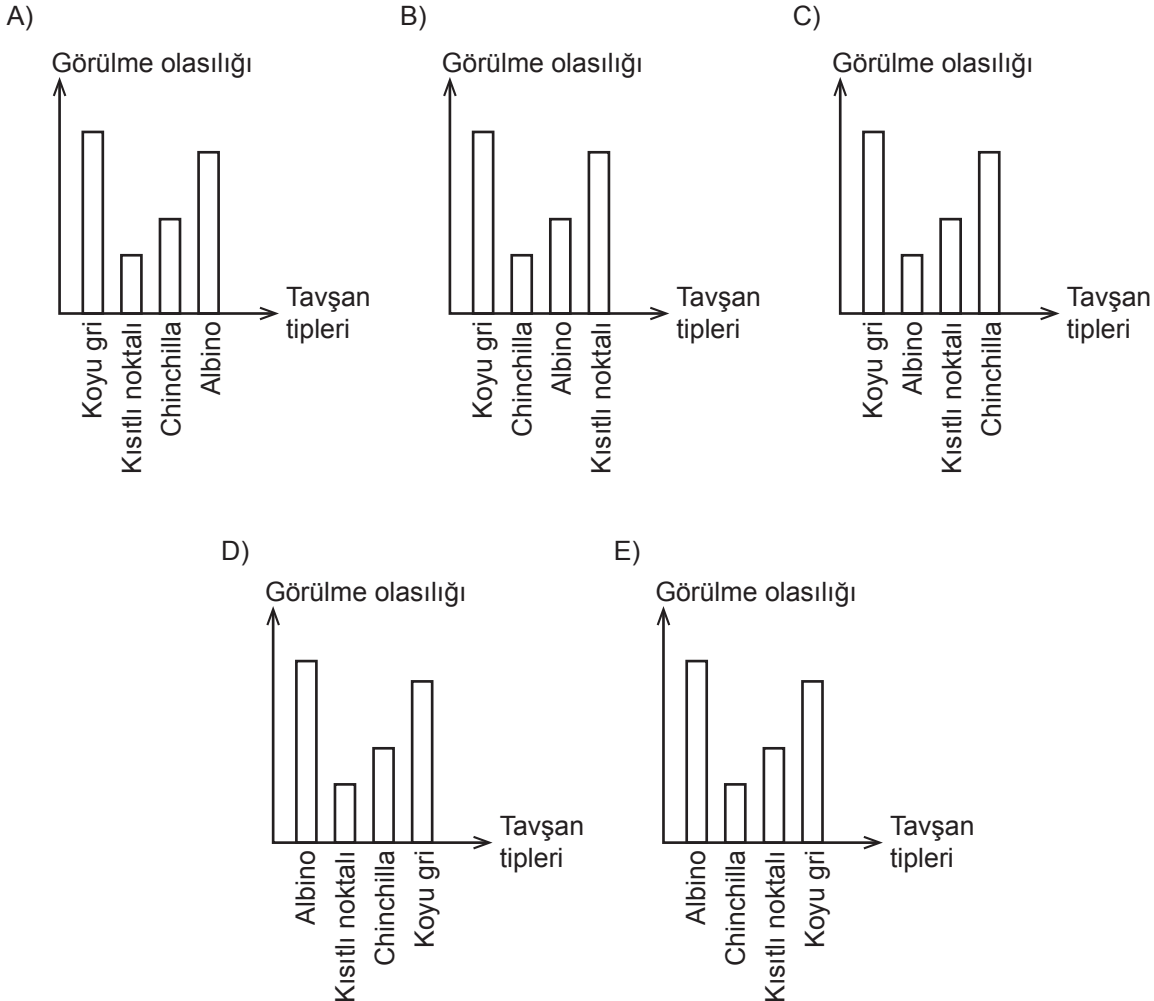 A)
Görülme olasılığı
Tavşan
tipleri
Koyu gri
Kısıtlı noktalı
Chinchilla
Albino
B)
Görülme olasılığı
Tavşan
tipleri
Koyu gri
Chinchilla
Albino
Kısıtlı noktalı
C)
Görülme olasılığı
Tavşan
tipleri
Koyu gri
Albino
Kısıtlı noktalı
Chinchilla
D)
Görülme olasılığı
Tavşan
tipleri
Albino
Kısıtlı noktalı
Chinchilla
Koyu gri
E)
Görülme olasılığı
Tavşan
tipleri
Albino
Chinchilla
Kısıtlı noktalı
Koyu gri